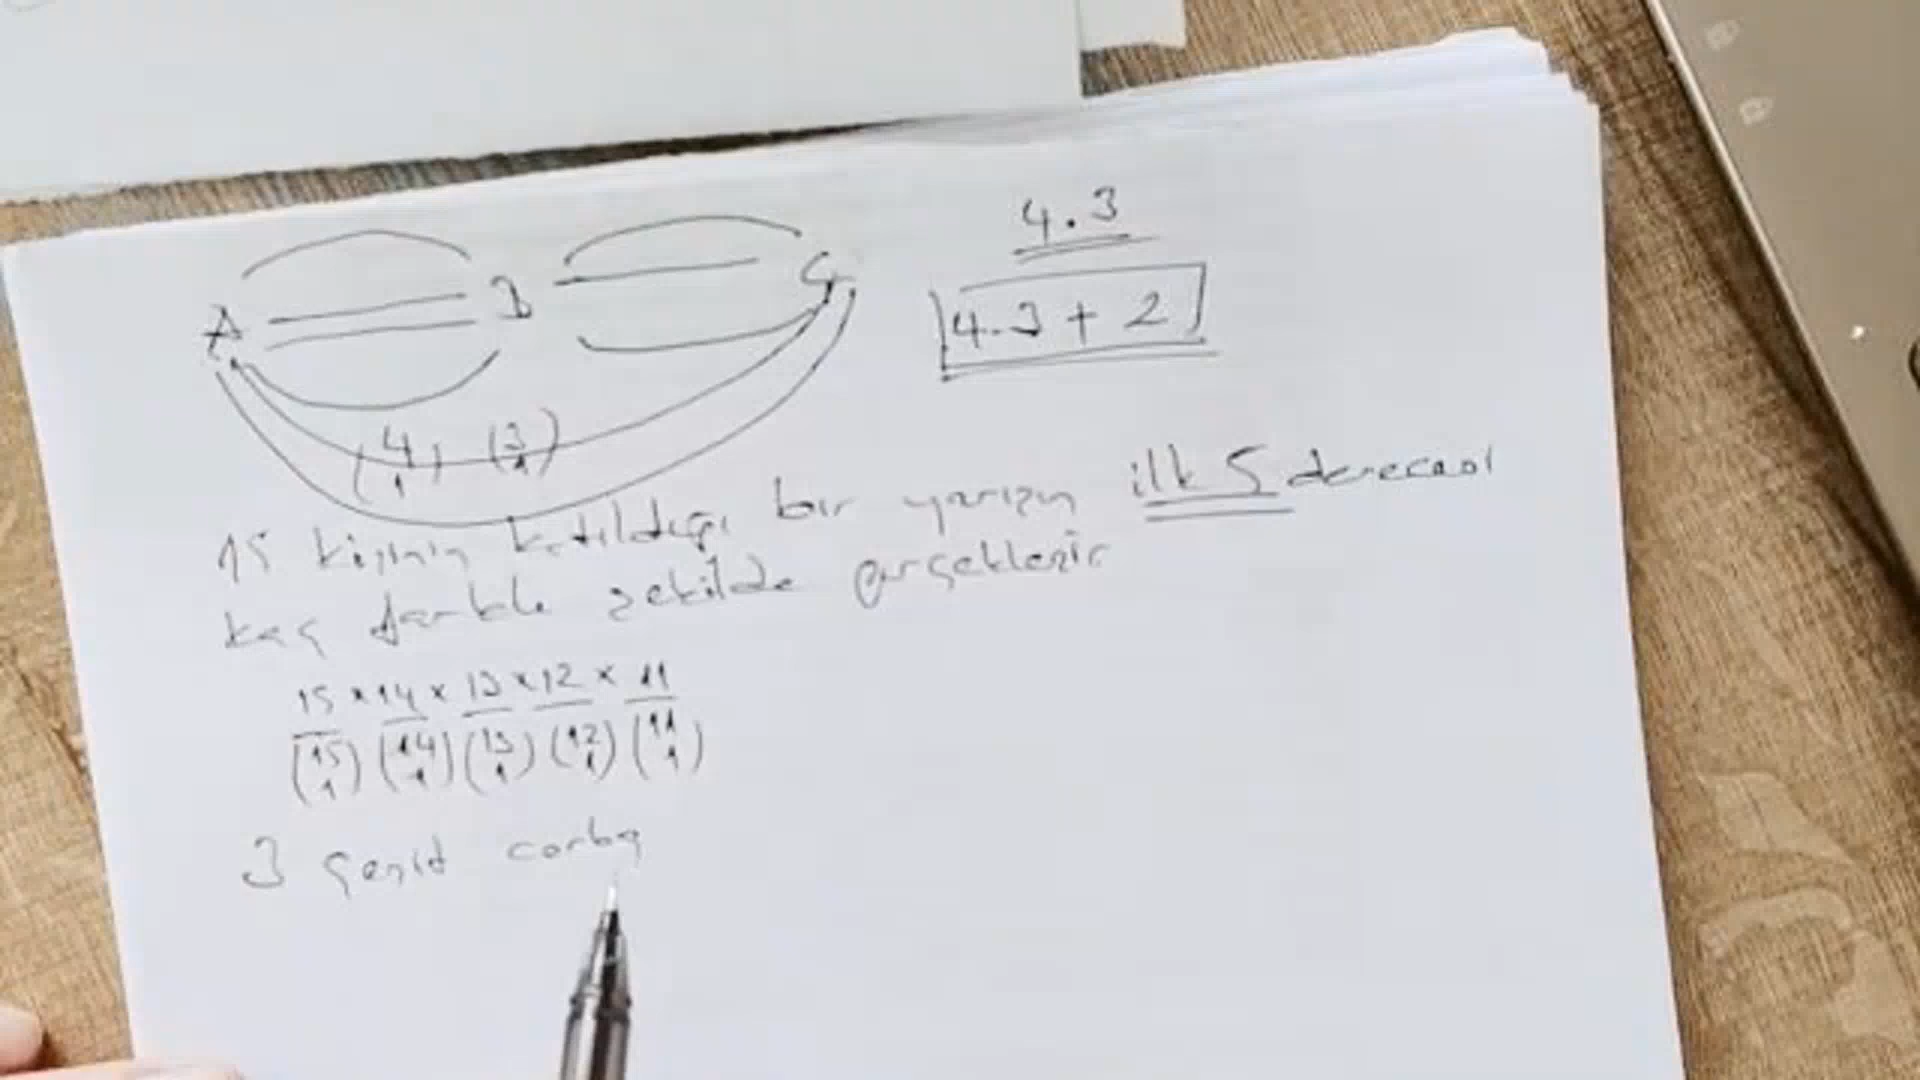 4.3
A B C
4.3+2
(4 1) (3 1)
15 kişinin katıldığı bir yarışın ilk 5 derecesi
kaç farklı şekilde gerçekleşir
15 x 14 x 13 x 12 x 11
(15 1) (14 1) (13 1) (12 1) (11 1)
3 çeşit çorba